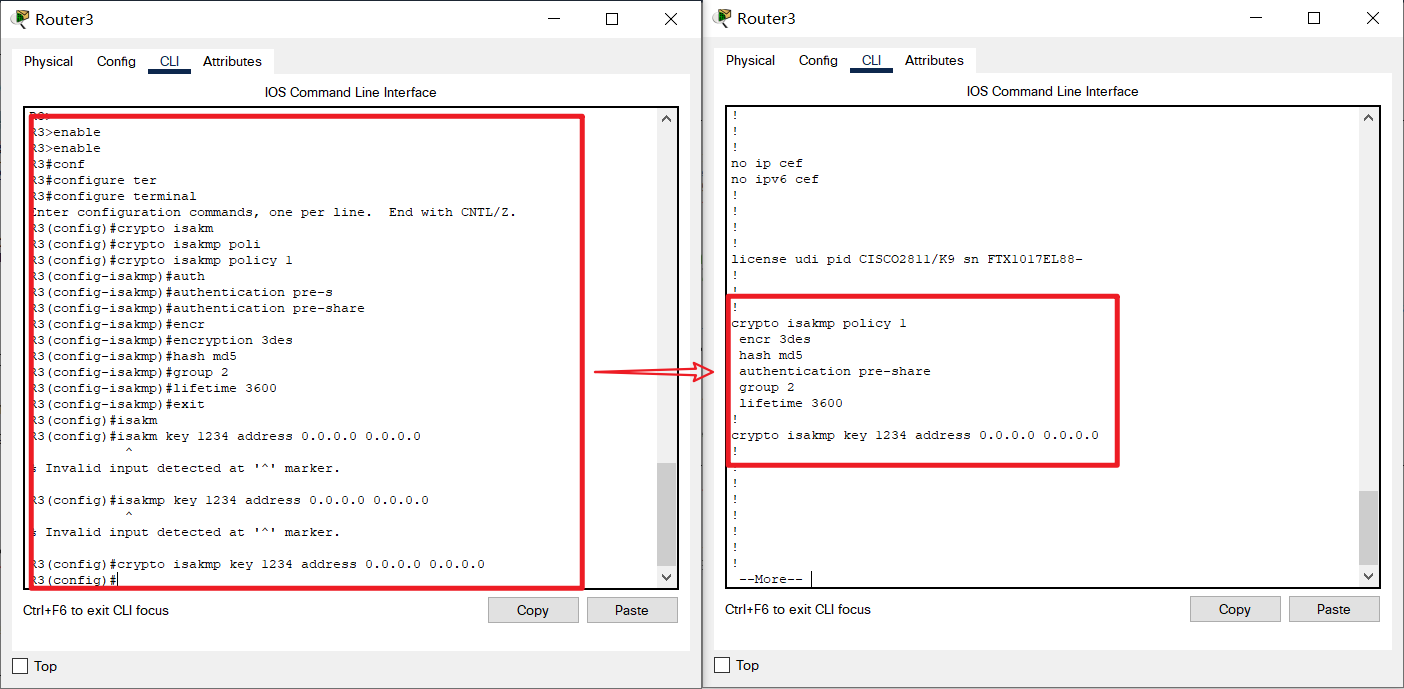 Router3
Physical Config CLI Attributes
IOS Command Line Interface
R3>
R3>enable
R3>enable
R3#conf
R3#configure ter
R3#configure terminal
Enter configuration commands, one per line.  End with CNTL/Z.
R3(config)#crypto isakm
R3(config)#crypto isakmp poli
R3(config)#crypto isakmp policy 1
R3(config-isakmp)#auth
R3(config-isakmp)#authentication pre-s
R3(config-isakmp)#authentication pre-share
R3(config-isakmp)#encr
R3(config-isakmp)#encryption 3des
R3(config-isakmp)#hash md5
R3(config-isakmp)#group 2
R3(config-isakmp)#lifetime 3600
R3(config-isakmp)#exit
R3(config)#isakm
R3(config)#isakm key 1234 address 0.0.0.0 0.0.0.0
^
% Invalid input detected at '^' marker.
R3(config)#isakmp key 1234 address 0.0.0.0 0.0.0.0
^
% Invalid input detected at '^' marker.
R3(config)#crypto isakmp key 1234 address 0.0.0.0 0.0.0.0
R3(config)#
Ctrl+F6 to exit CLI focus
Copy
Paste
Top
Router3
Physical Config CLI Attributes
IOS Command Line Interface
!
!
!
no ip cef
no ipv6 cef
!
!
!
!
license udi pid CISCO2811/K9 sn FTX1017EL88-
!
!
!
crypto isakmp policy 1
encr 3des
hash md5
authentication pre-share
group 2
lifetime 3600
!
crypto isakmp key 1234 address 0.0.0.0 0.0.0.0
!
!
!
!
!
!
!
!
--More--
Ctrl+F6 to exit CLI focus
Copy
Paste
Top